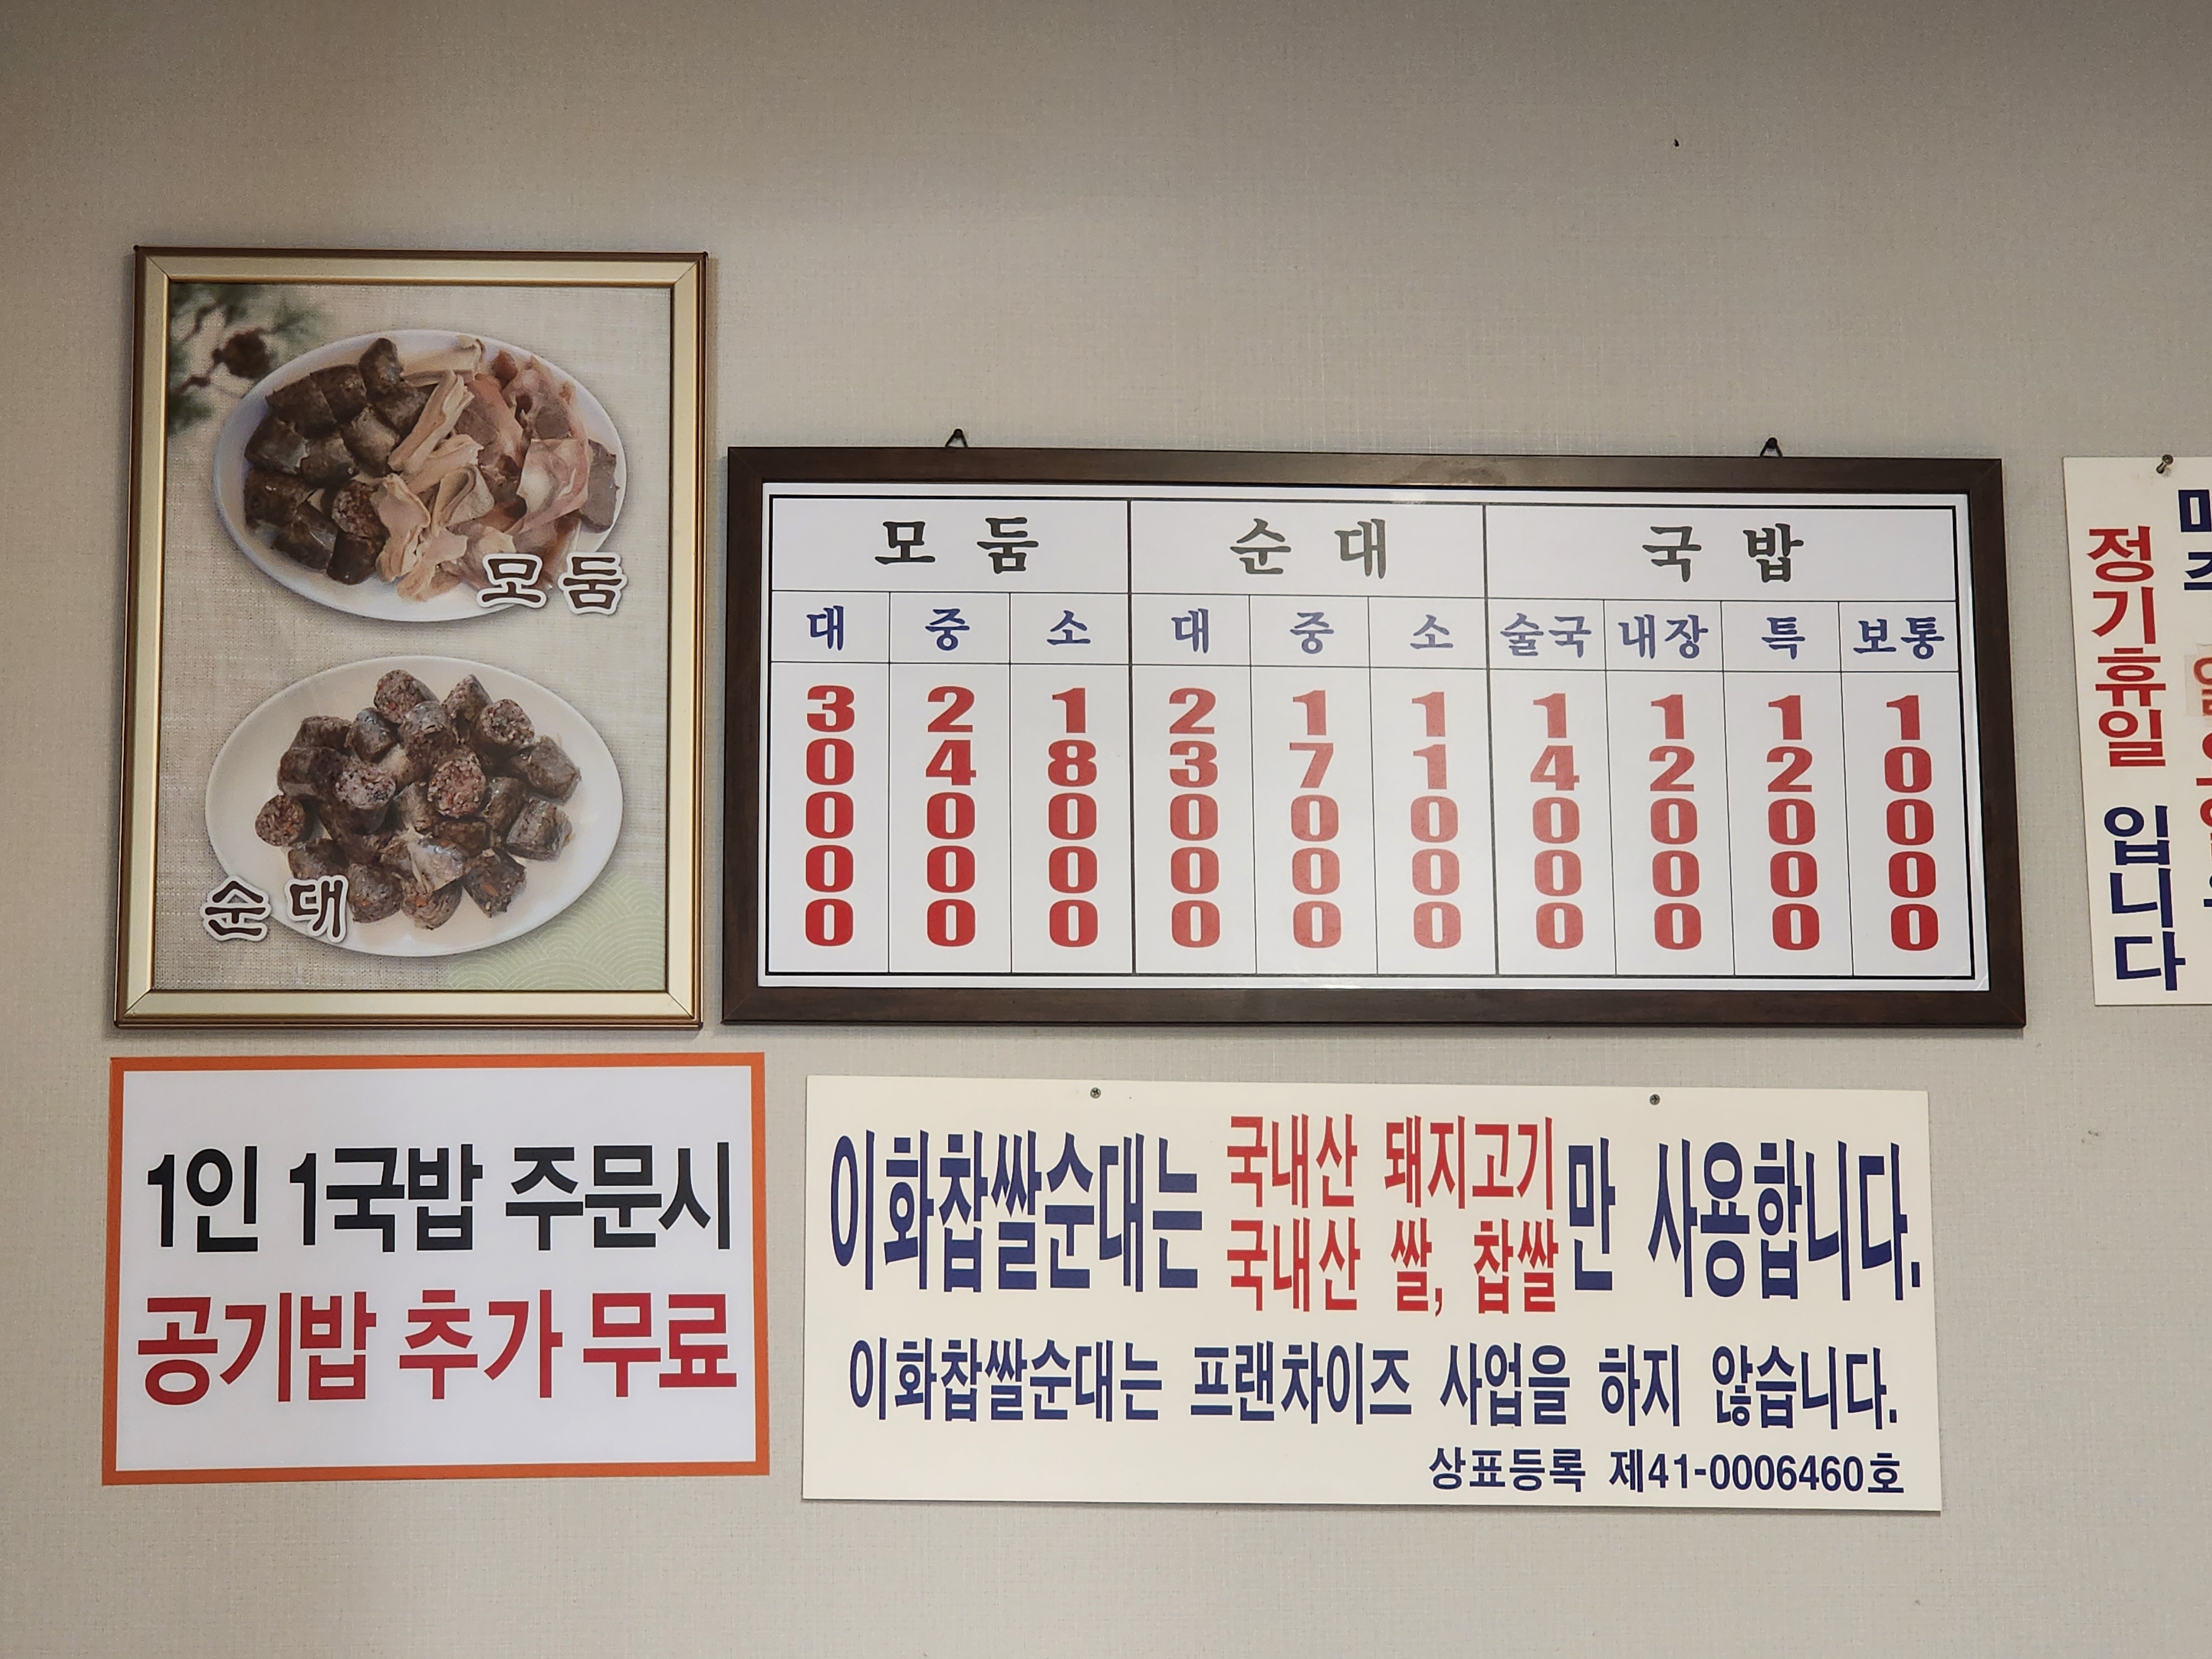 모둠
순대
모둠 순대 국밥
대 중 소 대 중 소 술국 내장 특 보통
30000 24000 18000 23000 17000 11000 14000 12000 12000 10000
정기휴일 입니다
1인 1국밥 주문시
공기밥 추가 무료
이화찹쌀순대는 국내산 돼지고기 만 사용합니다.
국내산 쌀, 찹쌀
이화찹쌀순대는 프랜차이즈 사업을 하지 않습니다.
상표등록 제41-0006460호